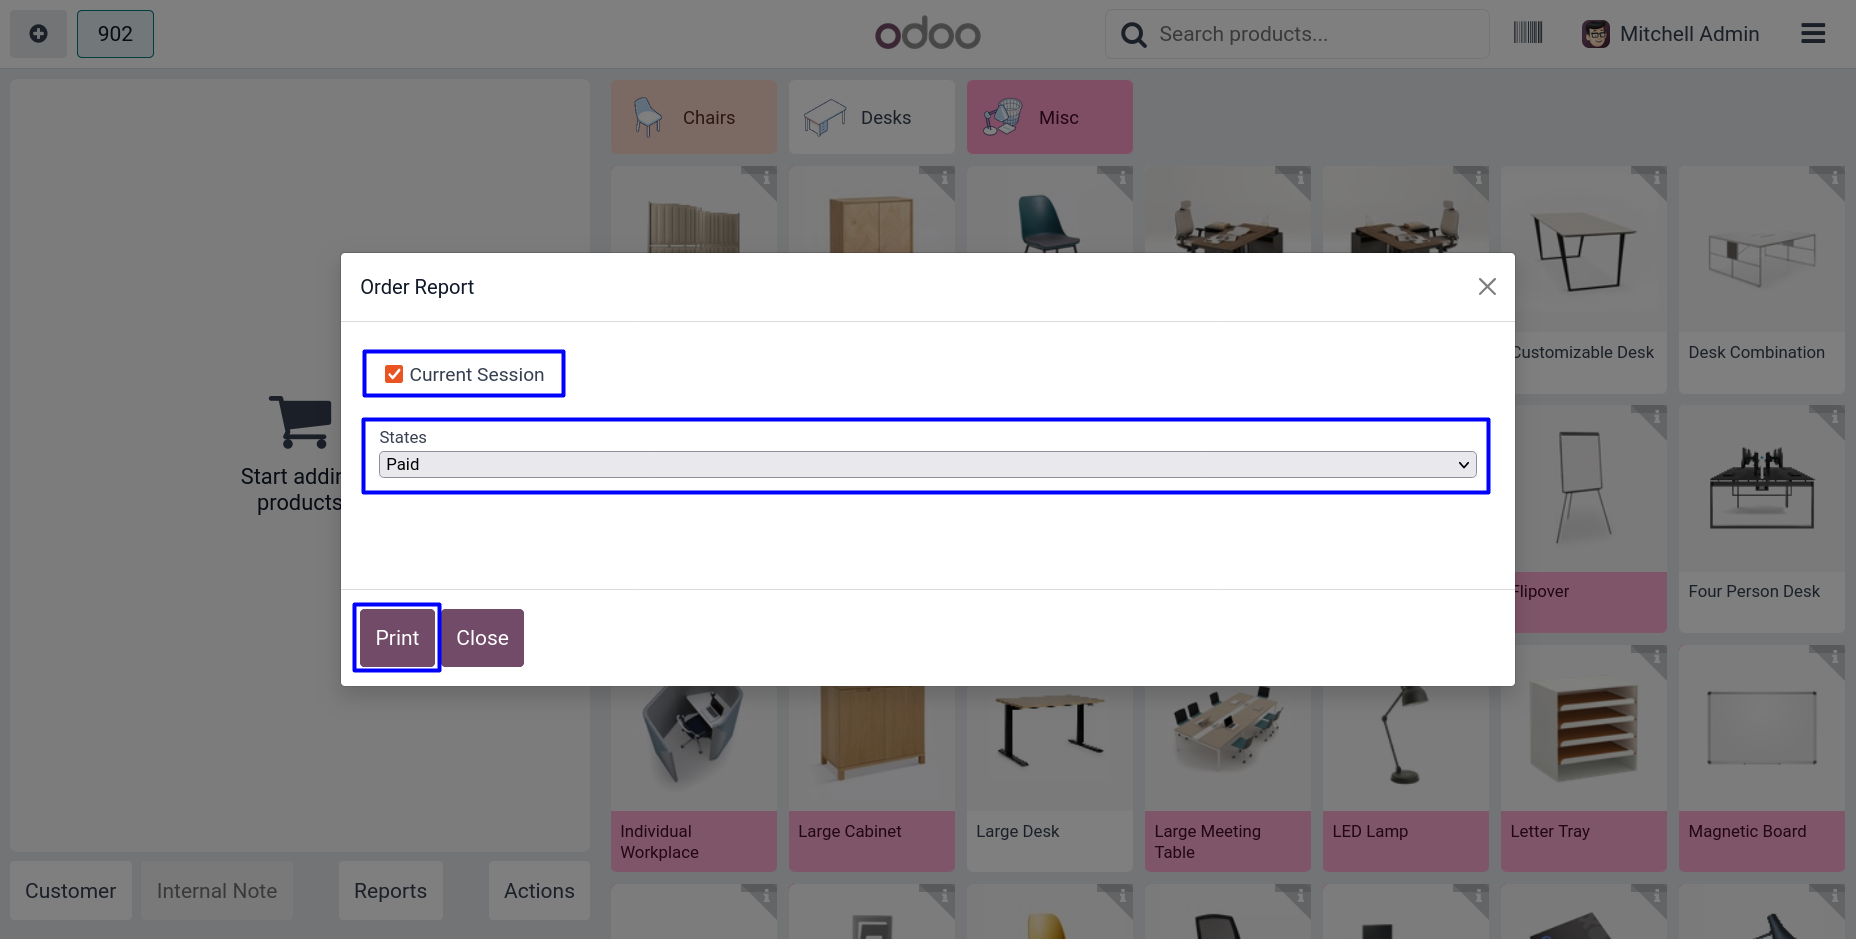 902
odoo
Search products...
Mitchell Admin
Chairs
Desks
Misc
Order Report
Current Session
States
Paid
Print
Close
Start addin
products
Customizable Desk
Desk Combination
Flipover
Four Person Desk
Individual
Workplace
Large Cabinet
Large Desk
Large Meeting
Table
LED Lamp
Letter Tray
Magnetic Board
Customer
Internal Note
Reports
Actions